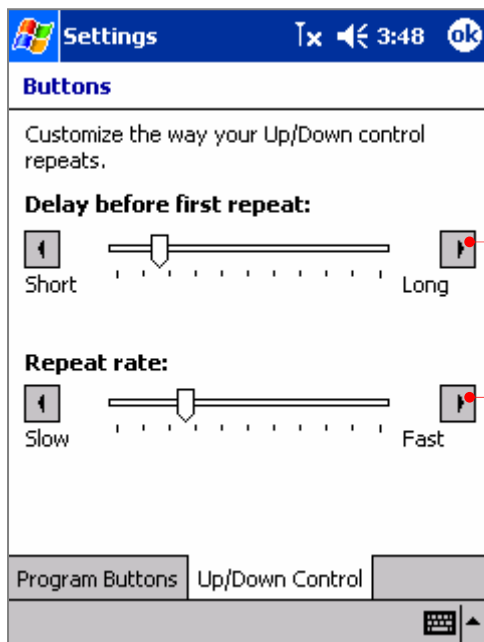 Settings 3:48 ok
Buttons
Customize the way your Up/Down control
repeats.
Delay before first repeat:
Short Long
Repeat rate:
Slow Fast
Program Buttons Up/Down Control